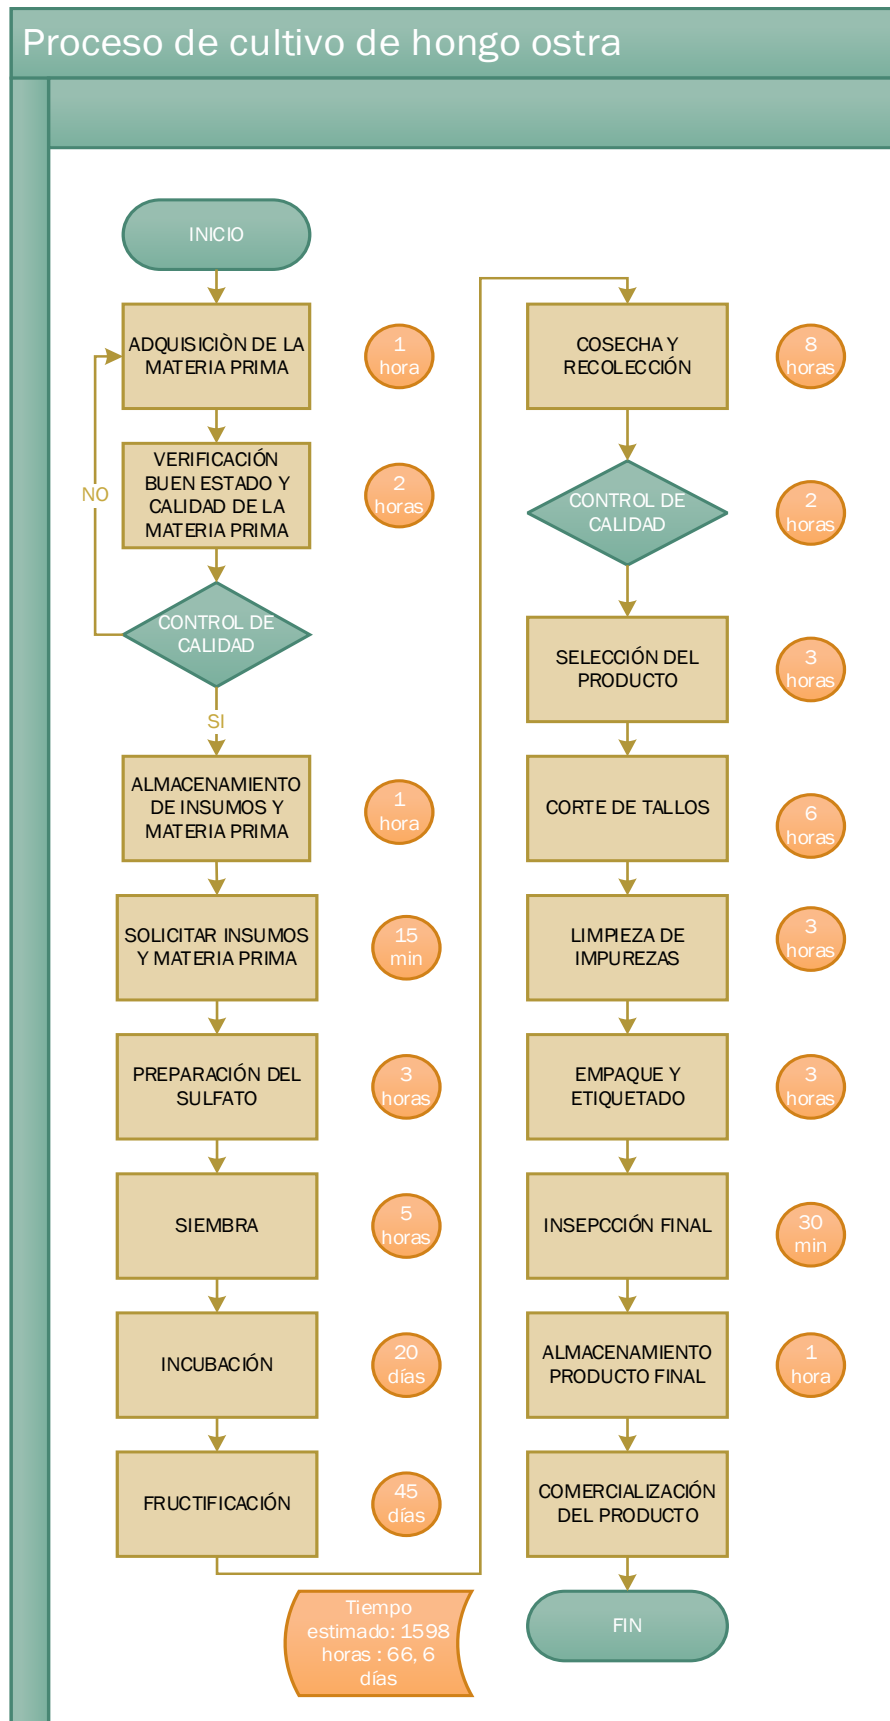 Proceso de cultivo de hongo ostra
INICIO
ADQUISICIÒN DE LA
MATERIA PRIMA
1
hora
VERIFICACIÓN
BUEN ESTADO Y
CALIDAD DE LA
MATERIA PRIMA
2
horas
NO
CONTROL DE
CALIDAD
SI
ALMACENAMIENTO
DE INSUMOS Y
MATERIA PRIMA
1
hora
SOLICITAR INSUMOS
Y MATERIA PRIMA
15
min
PREPARACIÓN DEL
SULFATO
3
horas
SIEMBRA
5
horas
INCUBACIÓN
20
días
FRUCTIFICACIÓN
45
días
Tiempo
estimado: 1598
horas : 66, 6
días
COSECHA Y
RECOLECCIÓN
8
horas
CONTROL DE
CALIDAD
2
horas
SELECCIÓN DEL
PRODUCTO
3
horas
CORTE DE TALLOS
6
horas
LIMPIEZA DE
IMPUREZAS
3
horas
EMPAQUE Y
ETIQUETADO
3
horas
INSEPCCIÓN FINAL
30
min
ALMACENAMIENTO
PRODUCTO FINAL
1
hora
COMERCIALIZACIÓN
DEL PRODUCTO
FIN